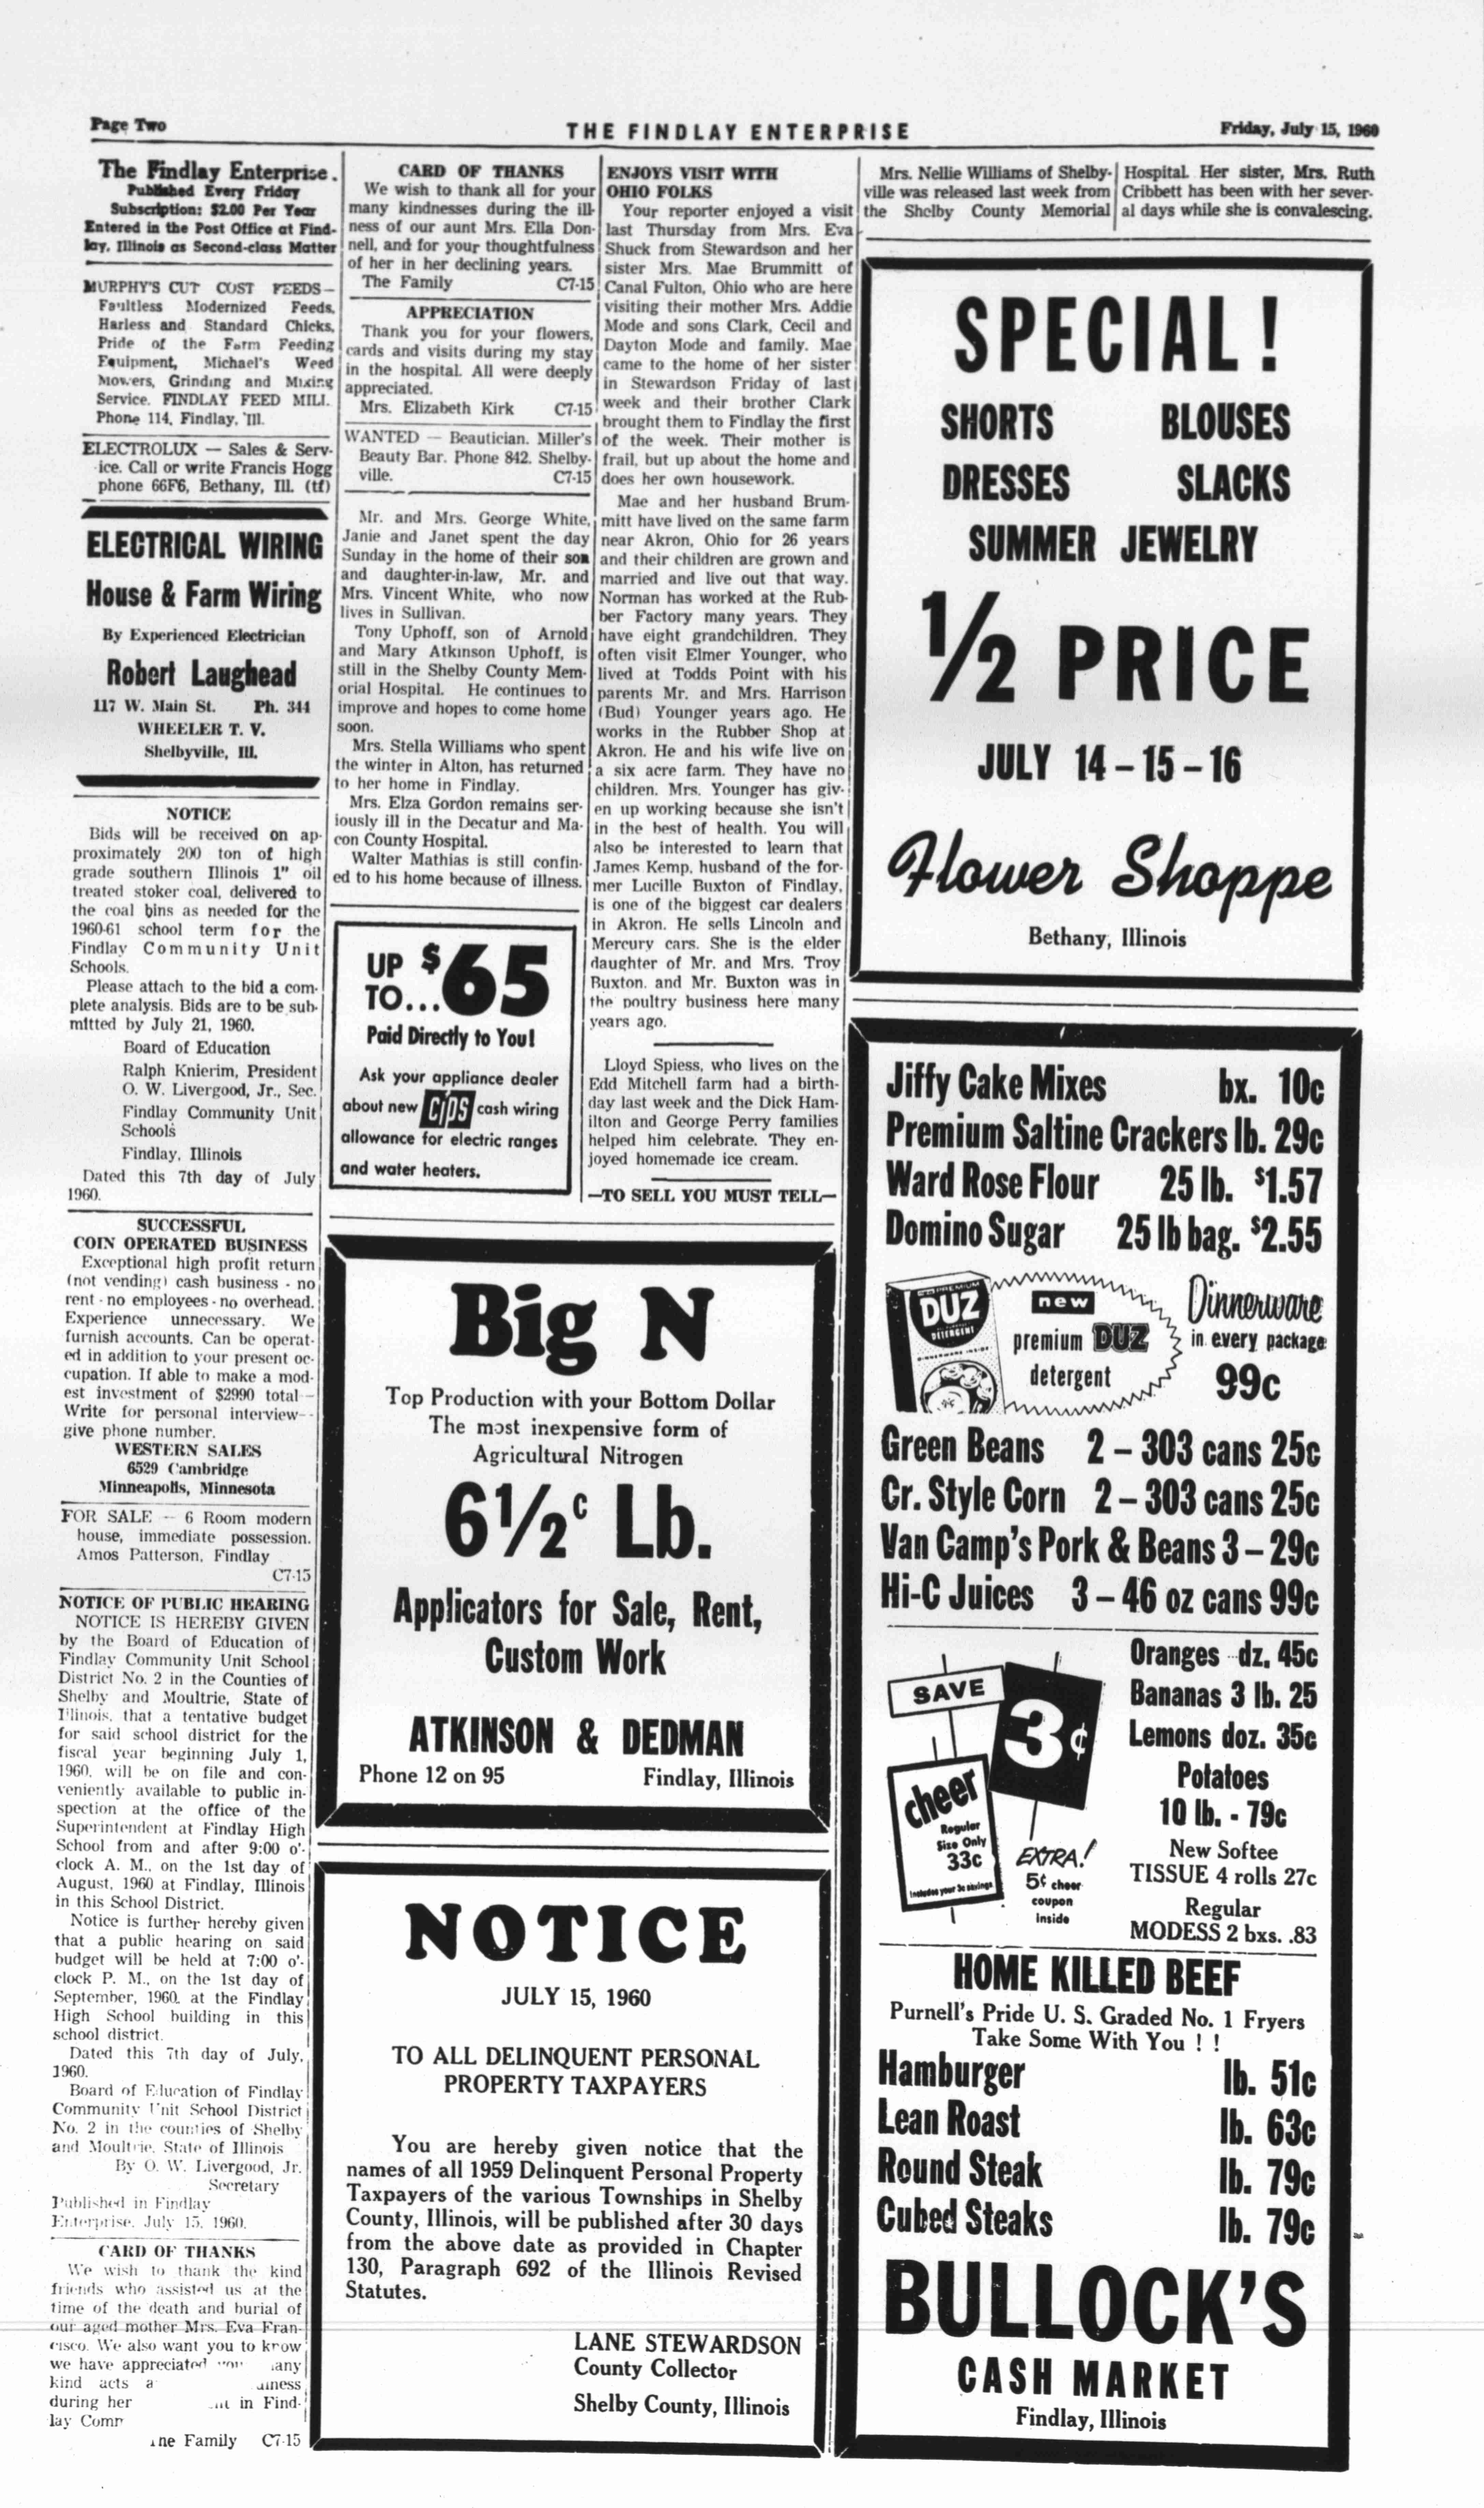 Page Two
THE FINDLAY ENTERPRISE
Friday, July 15, 1960
The Findlay Enterprise.
Published Every Friday
Subscription: $2.00 Per Year
Entered in the Post Office at Find-
lay, Illinois as Second-class Matter
MURPHY'S CUT COST FEEDS—
Faultless Modernized Feeds,
Harless and Standard Chicks,
Pride of the Farm Feeding
Equipment, Michael's Weed
Mowers, Grinding and Mixing
Service. FINDLAY FEED MILL.
Phone 114, Findlay, Ill.
ELECTROLUX — Sales & Serv-
ice. Call or write Francis Hogg
phone 66F6, Bethany, Ill. (tf)
ELECTRICAL WIRING
House & Farm Wiring
By Experienced Electrician
Robert Laughead
117 W. Main St. Ph. 344
WHEELER T. V.
Shelbyville, Ill.
NOTICE
Bids will be received on ap-
proximately 200 ton of high
grade southern Illinois 1" oil
treated stoker coal, delivered to
the coal bins as needed for the
1960-61 school term for the
Findlay Community Unit
Schools.
Please attach to the bid a com-
plete analysis. Bids are to be sub-
mitted by July 21, 1960.
Board of Education
Ralph Knierim, President
O. W. Livergood, Jr., Sec.
Findlay Community Unit
Schools
Findlay, Illinois
Dated this 7th day of July
1960.
SUCCESSFUL
COIN OPERATED BUSINESS
Exceptional high profit return
(not vending) cash business - no
rent - no employees - no overhead.
Experience unnecessary. We
furnish accounts. Can be operat-
ed in addition to your present oc-
cupation. If able to make a mod-
est investment of $2990 total—
Write for personal interview--
give phone number.
WESTERN SALES
6529 Cambridge
Minneapolis, Minnesota
FOR SALE -- 6 Room modern
house, immediate possession.
Amos Patterson, Findlay
C7-15
NOTICE OF PUBLIC HEARING
NOTICE IS HEREBY GIVEN
by the Board of Education of
Findlay Community Unit School
District No. 2 in the Counties of
Shelby and Moultrie, State of
Illinois, that a tentative budget
for said school district for the
fiscal year beginning July 1,
1960, will be on file and con-
veniently available to public in-
spection at the office of the
Superintendent at Findlay High
School from and after 9:00 o'-
clock A. M., on the 1st day of
August, 1960 at Findlay, Illinois
in this School District.
Notice is further hereby given
that a public hearing on said
budget will be held at 7:00 o'-
clock P. M., on the 1st day of
September, 1960, at the Findlay
High School building in this
school district.
Dated this 7th day of July,
1960.
Board of Education of Findlay
Community Unit School District
No. 2 in the counties of Shelby
and Moultrie, State of Illinois
By O. W. Livergood, Jr.
Secretary
Published in Findlay
Enterprise, July 15, 1960.
CARD OF THANKS
We wish to thank the kind
friends who assisted us at the
time of the death and burial of
our aged mother Mrs. Eva Fran-
cisco. We also want you to know
we have appreciated
kind acts
during her in Find-
lay
Family C7-15
CARD OF THANKS
We wish to thank all for your
many kindnesses during the ill-
ness of our aunt Mrs. Ella Don-
nell, and for your thoughtfulness
of her in her declining years.
The Family C7-15
APPRECIATION
Thank you for your flowers,
cards and visits during my stay
in the hospital. All were deeply
appreciated.
Mrs. Elizabeth Kirk C7-15
WANTED — Beautician. Miller's
Beauty Bar. Phone 842. Shelby-
ville. C7-15
Mr. and Mrs. George White,
Janie and Janet spent the day
Sunday in the home of their son
and daughter-in-law, Mr. and
Mrs. Vincent White, who now
lives in Sullivan.
Tony Uphoff, son of Arnold
and Mary Atkinson Uphoff, is
still in the Shelby County Mem-
orial Hospital. He continues to
improve and hopes to come home
soon.
Mrs. Stella Williams who spent
the winter in Alton, has returned
to her home in Findlay.
Mrs. Elza Gordon remains ser-
iously ill in the Decatur and Ma-
con County Hospital.
Walter Mathias is still confin-
ed to his home because of illness.
UP TO... $65
Paid Directly to You!
Ask your appliance dealer
about new CIPS cash wiring
allowance for electric ranges
and water heaters.
ENJOYS VISIT WITH
OHIO FOLKS
Your reporter enjoyed a visit
last Thursday from Mrs. Eva
Shuck from Stewardson and her
sister Mrs. Mae Brummitt of
Canal Fulton, Ohio who are here
visiting their mother Mrs. Addie
Mode and sons Clark, Cecil and
Dayton Mode and family. Mae
came to the home of her sister
in Stewardson Friday of last
week and their brother Clark
brought them to Findlay the first
of the week. Their mother is
frail, but up about the home and
does her own housework.
Mae and her husband Brum-
mitt have lived on the same farm
near Akron, Ohio for 26 years
and their children are grown and
married and live out that way.
Norman has worked at the Rub-
ber Factory many years. They
have eight grandchildren. They
often visit Elmer Younger, who
lived at Todds Point with his
parents Mr. and Mrs. Harrison
(Bud) Younger years ago. He
works in the Rubber Shop at
Akron. He and his wife live on
a six acre farm. They have no
children. Mrs. Younger has giv-
en up working because she isn't
in the best of health. You will
also be interested to learn that
James Kemp, husband of the for-
mer Lucille Buxton of Findlay,
is one of the biggest car dealers
in Akron. He sells Lincoln and
Mercury cars. She is the elder
daughter of Mr. and Mrs. Troy
Buxton, and Mr. Buxton was in
the poultry business here many
years ago.
Lloyd Spiess, who lives on the
Edd Mitchell farm had a birth-
day last week and the Dick Ham-
ilton and George Perry families
helped him celebrate. They en-
joyed homemade ice cream.
—TO SELL YOU MUST TELL—
Big N
Top Production with your Bottom Dollar
The most inexpensive form of
Agricultural Nitrogen
6½c Lb.
Applicators for Sale, Rent,
Custom Work
ATKINSON & DEDMAN
Phone 12 on 95 Findlay, Illinois
NOTICE
JULY 15, 1960
TO ALL DELINQUENT PERSONAL
PROPERTY TAXPAYERS
You are hereby given notice that the
names of all 1959 Delinquent Personal Property
Taxpayers of the various Townships in Shelby
County, Illinois, will be published after 30 days
from the above date as provided in Chapter
130, Paragraph 692 of the Illinois Revised
Statutes.
LANE STEWARDSON
County Collector
Shelby County, Illinois
Mrs. Nellie Williams of Shelby-
ville was released last week from
the Shelby County Memorial
Hospital. Her sister, Mrs. Ruth
Cribbett has been with her sever-
al days while she is convalescing.
SPECIAL!
SHORTS BLOUSES
DRESSES SLACKS
SUMMER JEWELRY
½ PRICE
JULY 14 – 15 – 16
Flower Shoppe
Bethany, Illinois
Jiffy Cake Mixes bx. 10c
Premium Saltine Crackers lb. 29c
Ward Rose Flour 25 lb. $1.57
Domino Sugar 25 lb bag. $2.55
PREMIUM
DUZ
DETERGENT
new
premium DUZ
detergent
Dinnerware
in every package
99c
Green Beans 2 – 303 cans 25c
Cr. Style Corn 2 – 303 cans 25c
Van Camp's Pork & Beans 3 – 29c
Hi-C Juices 3 – 46 oz cans 99c
SAVE
3¢
cheer
Regular
Size Only
33c
Includes your 3c savings
EXTRA!
5¢ cheer
coupon
inside
Oranges dz. 45c
Bananas 3 lb. 25
Lemons doz. 35c
Potatoes
10 lb. - 79c
New Softee
TISSUE 4 rolls 27c
Regular
MODESS 2 bxs. .83
HOME KILLED BEEF
Purnell's Pride U. S. Graded No. 1 Fryers
Take Some With You ! !
Hamburger lb. 51c
Lean Roast lb. 63c
Round Steak lb. 79c
Cubed Steaks lb. 79c
BULLOCK'S
CASH MARKET
Findlay, Illinois